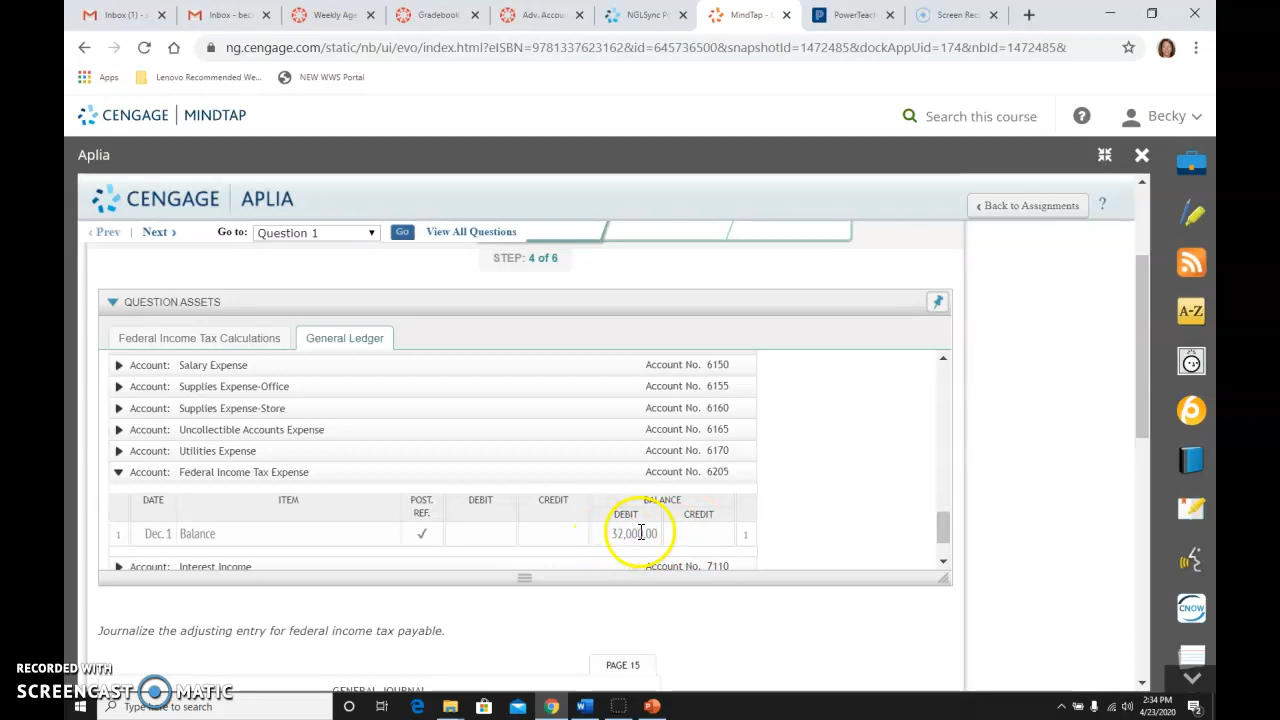 Inbox (1) - s
Inbox - bec
Weekly Age
Gradebook
Adv. Accou
NGLSync P
MindTap -
PowerTeach
Screen Rec
ng.cengage.com/static/nb/ui/evo/index.html?eISBN=9781337623162&id=645736500&snapshotId=1472485&dockAppUid=174&nbId=1472485&
Apps
Lenovo Recommended We...
NEW WWS Portal
CENGAGE | MINDTAP
Search this course
Becky
Aplia
CENGAGE | APLIA
Back to Assignments
?
Prev | Next
Go to: Question 1 Go View All Questions
STEP: 4 of 6
QUESTION ASSETS
Federal Income Tax Calculations
General Ledger
Account: Salary Expense Account No. 6150
Account: Supplies Expense-Office Account No. 6155
Account: Supplies Expense-Store Account No. 6160
Account: Uncollectible Accounts Expense Account No. 6165
Account: Utilities Expense Account No. 6170
Account: Federal Income Tax Expense Account No. 6205
DATE ITEM POST. REF. DEBIT CREDIT BALANCE
DEBIT CREDIT
1 Dec. 1 Balance ✓ 32,000.00 1
Account: Interest Income Account No. 7110
Journalize the adjusting entry for federal income tax payable.
PAGE 15
GENERAL JOURNAL
A-Z
CNOW
RECORDED WITH
SCREENCAST MATIC
Type here to search
2:34 PM
4/23/2020
2